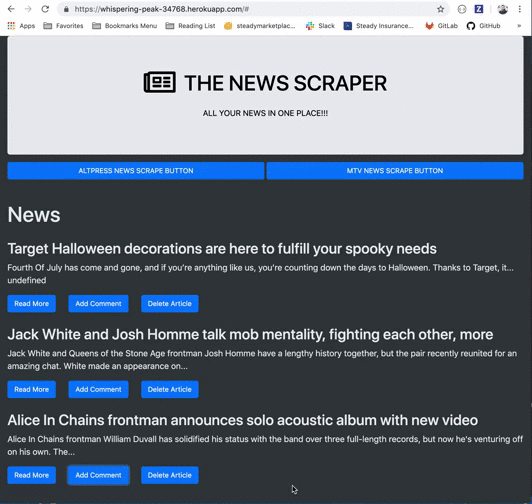 https://whispering-peak-34768.herokuapp.com/#
Apps Favorites Bookmarks Menu Reading List steadymarketplac... Slack Steady Insurance... GitLab GitHub
THE NEWS SCRAPER
ALL YOUR NEWS IN ONE PLACE!!!
ALTPRESS NEWS SCRAPE BUTTON MTV NEWS SCRAPE BUTTON
News
Target Halloween decorations are here to fulfill your spooky needs
Fourth Of July has come and gone, and if you're anything like us, you're counting down the days to Halloween. Thanks to Target, it...
undefined
Read More Add Comment Delete Article
Jack White and Josh Homme talk mob mentality, fighting each other, more
Jack White and Queens of the Stone Age frontman Josh Homme have a lengthy history together, but the pair recently reunited for an
amazing chat. White made an appearance on...
Read More Add Comment Delete Article
Alice In Chains frontman announces solo acoustic album with new video
Alice In Chains frontman William Duvall has solidified his status with the band over three full-length records, but now he's venturing off
on his own. The...
Read More Add Comment Delete Article